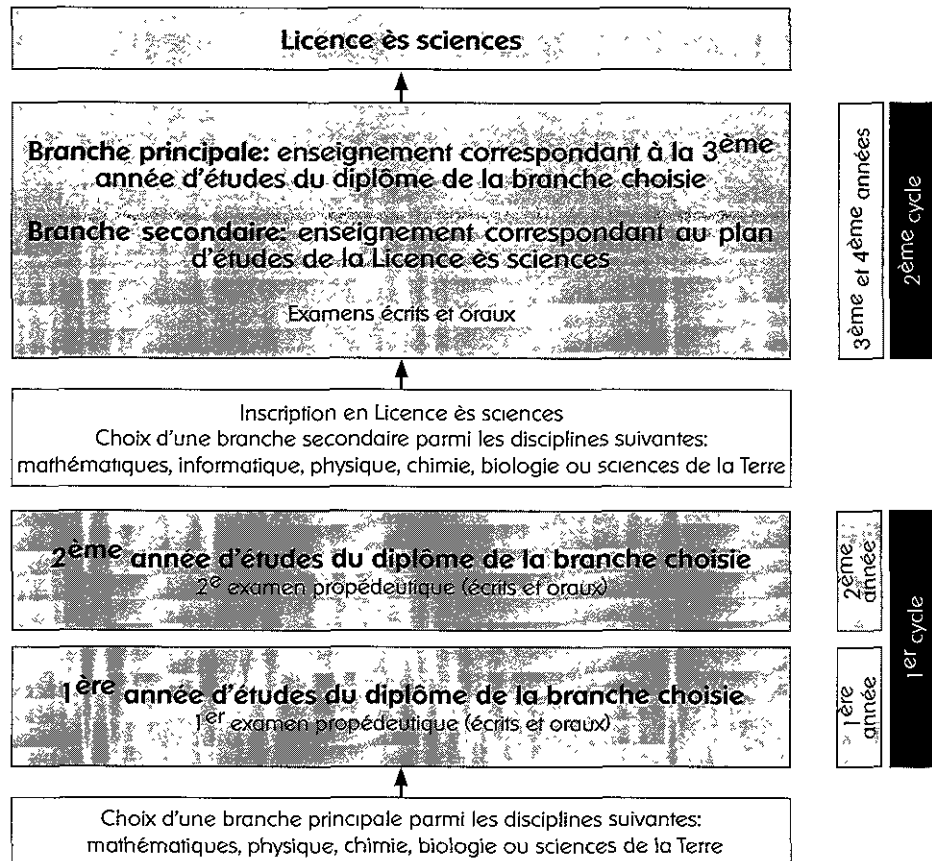 Licence ès sciences
Branche principale: enseignement correspondant à la 3ème
année d'études du diplôme de la branche choisie
Branche secondaire: enseignement correspondant au plan
d'études de la Licence ès sciences
Examens écrits et oraux
3ème et 4ème années
2ème cycle
Inscription en Licence ès sciences
Choix d'une branche secondaire parmi les disciplines suivantes:
mathématiques, informatique, physique, chimie, biologie ou sciences de la Terre
2ème année d'études du diplôme de la branche choisie
2e examen propédeutique (écrits et oraux)
2ème
année
1ère année d'études du diplôme de la branche choisie
1er examen propédeutique (écrits et oraux)
1ère
année
1er cycle
Choix d'une branche principale parmi les disciplines suivantes:
mathématiques, physique, chimie, biologie ou sciences de la Terre